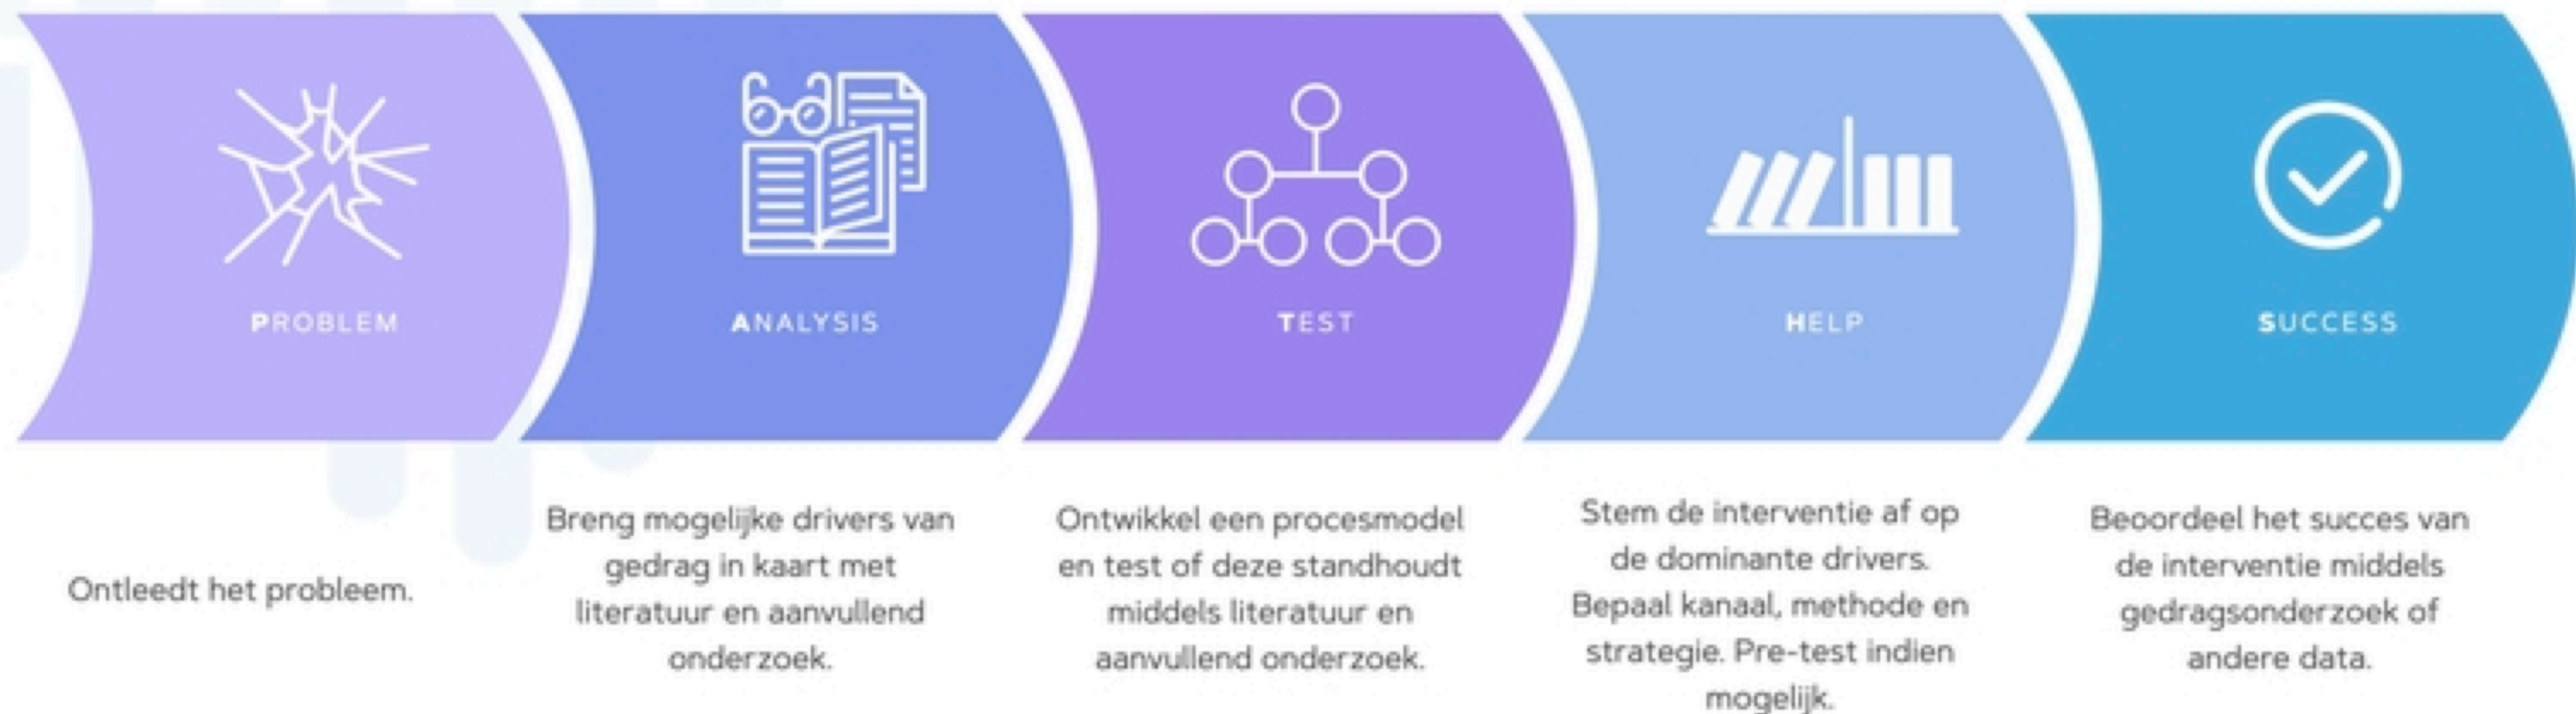 PROBLEM
ANALYSIS
TEST
HELP
SUCCESS
Ontleedt het probleem.
Breng mogelijke drivers van
gedrag in kaart met
literatuur en aanvullend
onderzoek.
Ontwikkel een procesmodel
en test of deze standhoudt
middels literatuur en
aanvullend onderzoek.
Stem de interventie af op
de dominante drivers.
Bepaal kanaal, methode en
strategie. Pre-test indien
mogelijk.
Beoordeel het succes van
de interventie middels
gedragsonderzoek of
andere data.